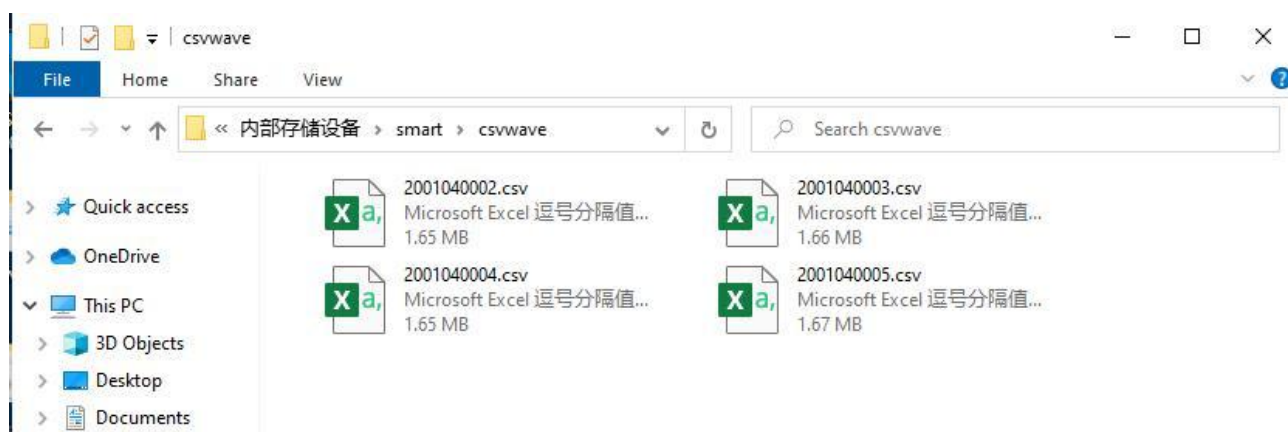 csvwave
File Home Share View
« 内部存储设备 › smart › csvwave
Search csvwave
Quick access
OneDrive
This PC
3D Objects
Desktop
Documents
2001040002.csv
Microsoft Excel 逗号分隔值...
1.65 MB
2001040003.csv
Microsoft Excel 逗号分隔值...
1.66 MB
2001040004.csv
Microsoft Excel 逗号分隔值...
1.65 MB
2001040005.csv
Microsoft Excel 逗号分隔值...
1.67 MB